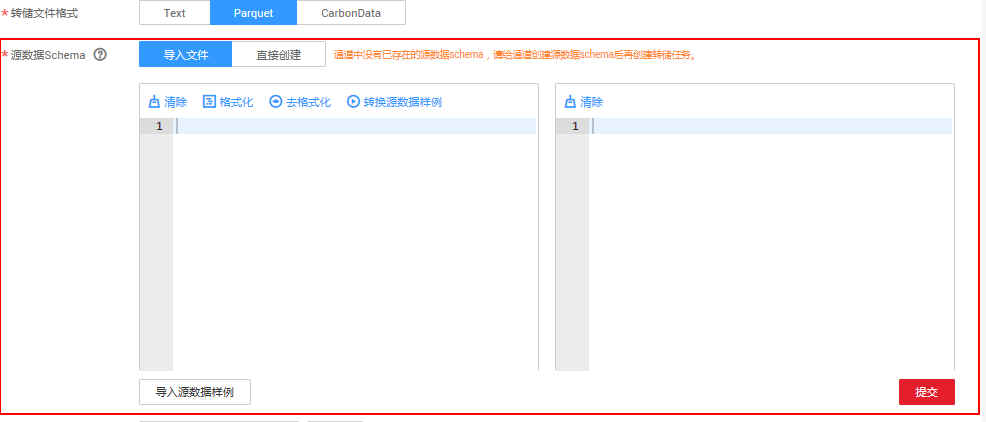 *转储文件格式 Text Parquet CarbonData
*源数据Schema ? 导入文件 直接创建 通道中没有已存在的源数据schema，请给通道创建源数据schema后再创建转储任务。
清除 格式化 去格式化 转换源数据样例 清除
1 1
导入源数据样例 提交